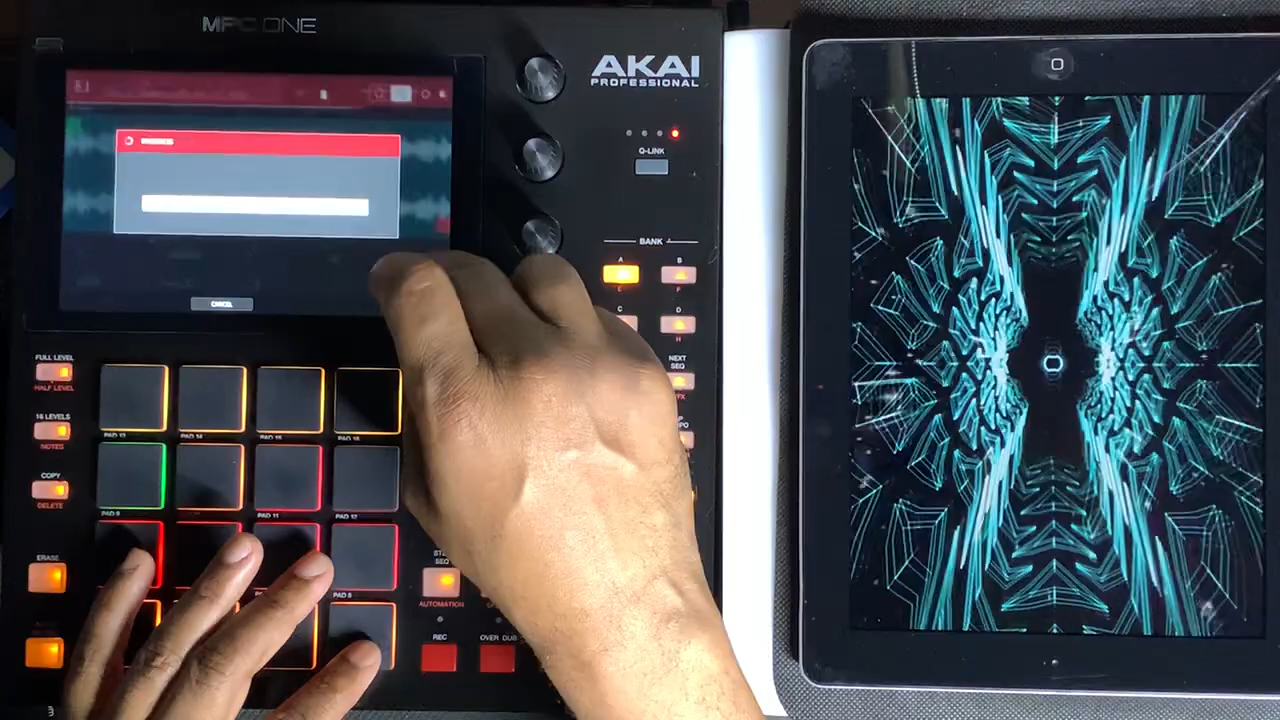 MPC ONE
AKAI
PROFESSIONAL
Q-LINK
BANK
A
B
E
F
C
D
H
NEXT
SEQ
CANCEL
FULL LEVEL
HALF LEVEL
16 LEVELS
NOTES
COPY
DELETE
ERASE
PAD 13
PAD 14
PAD 15
PAD 16
PAD 9
PAD 11
PAD 12
PAD 8
SEQ
AUTOMATION
REC
OVER DUB